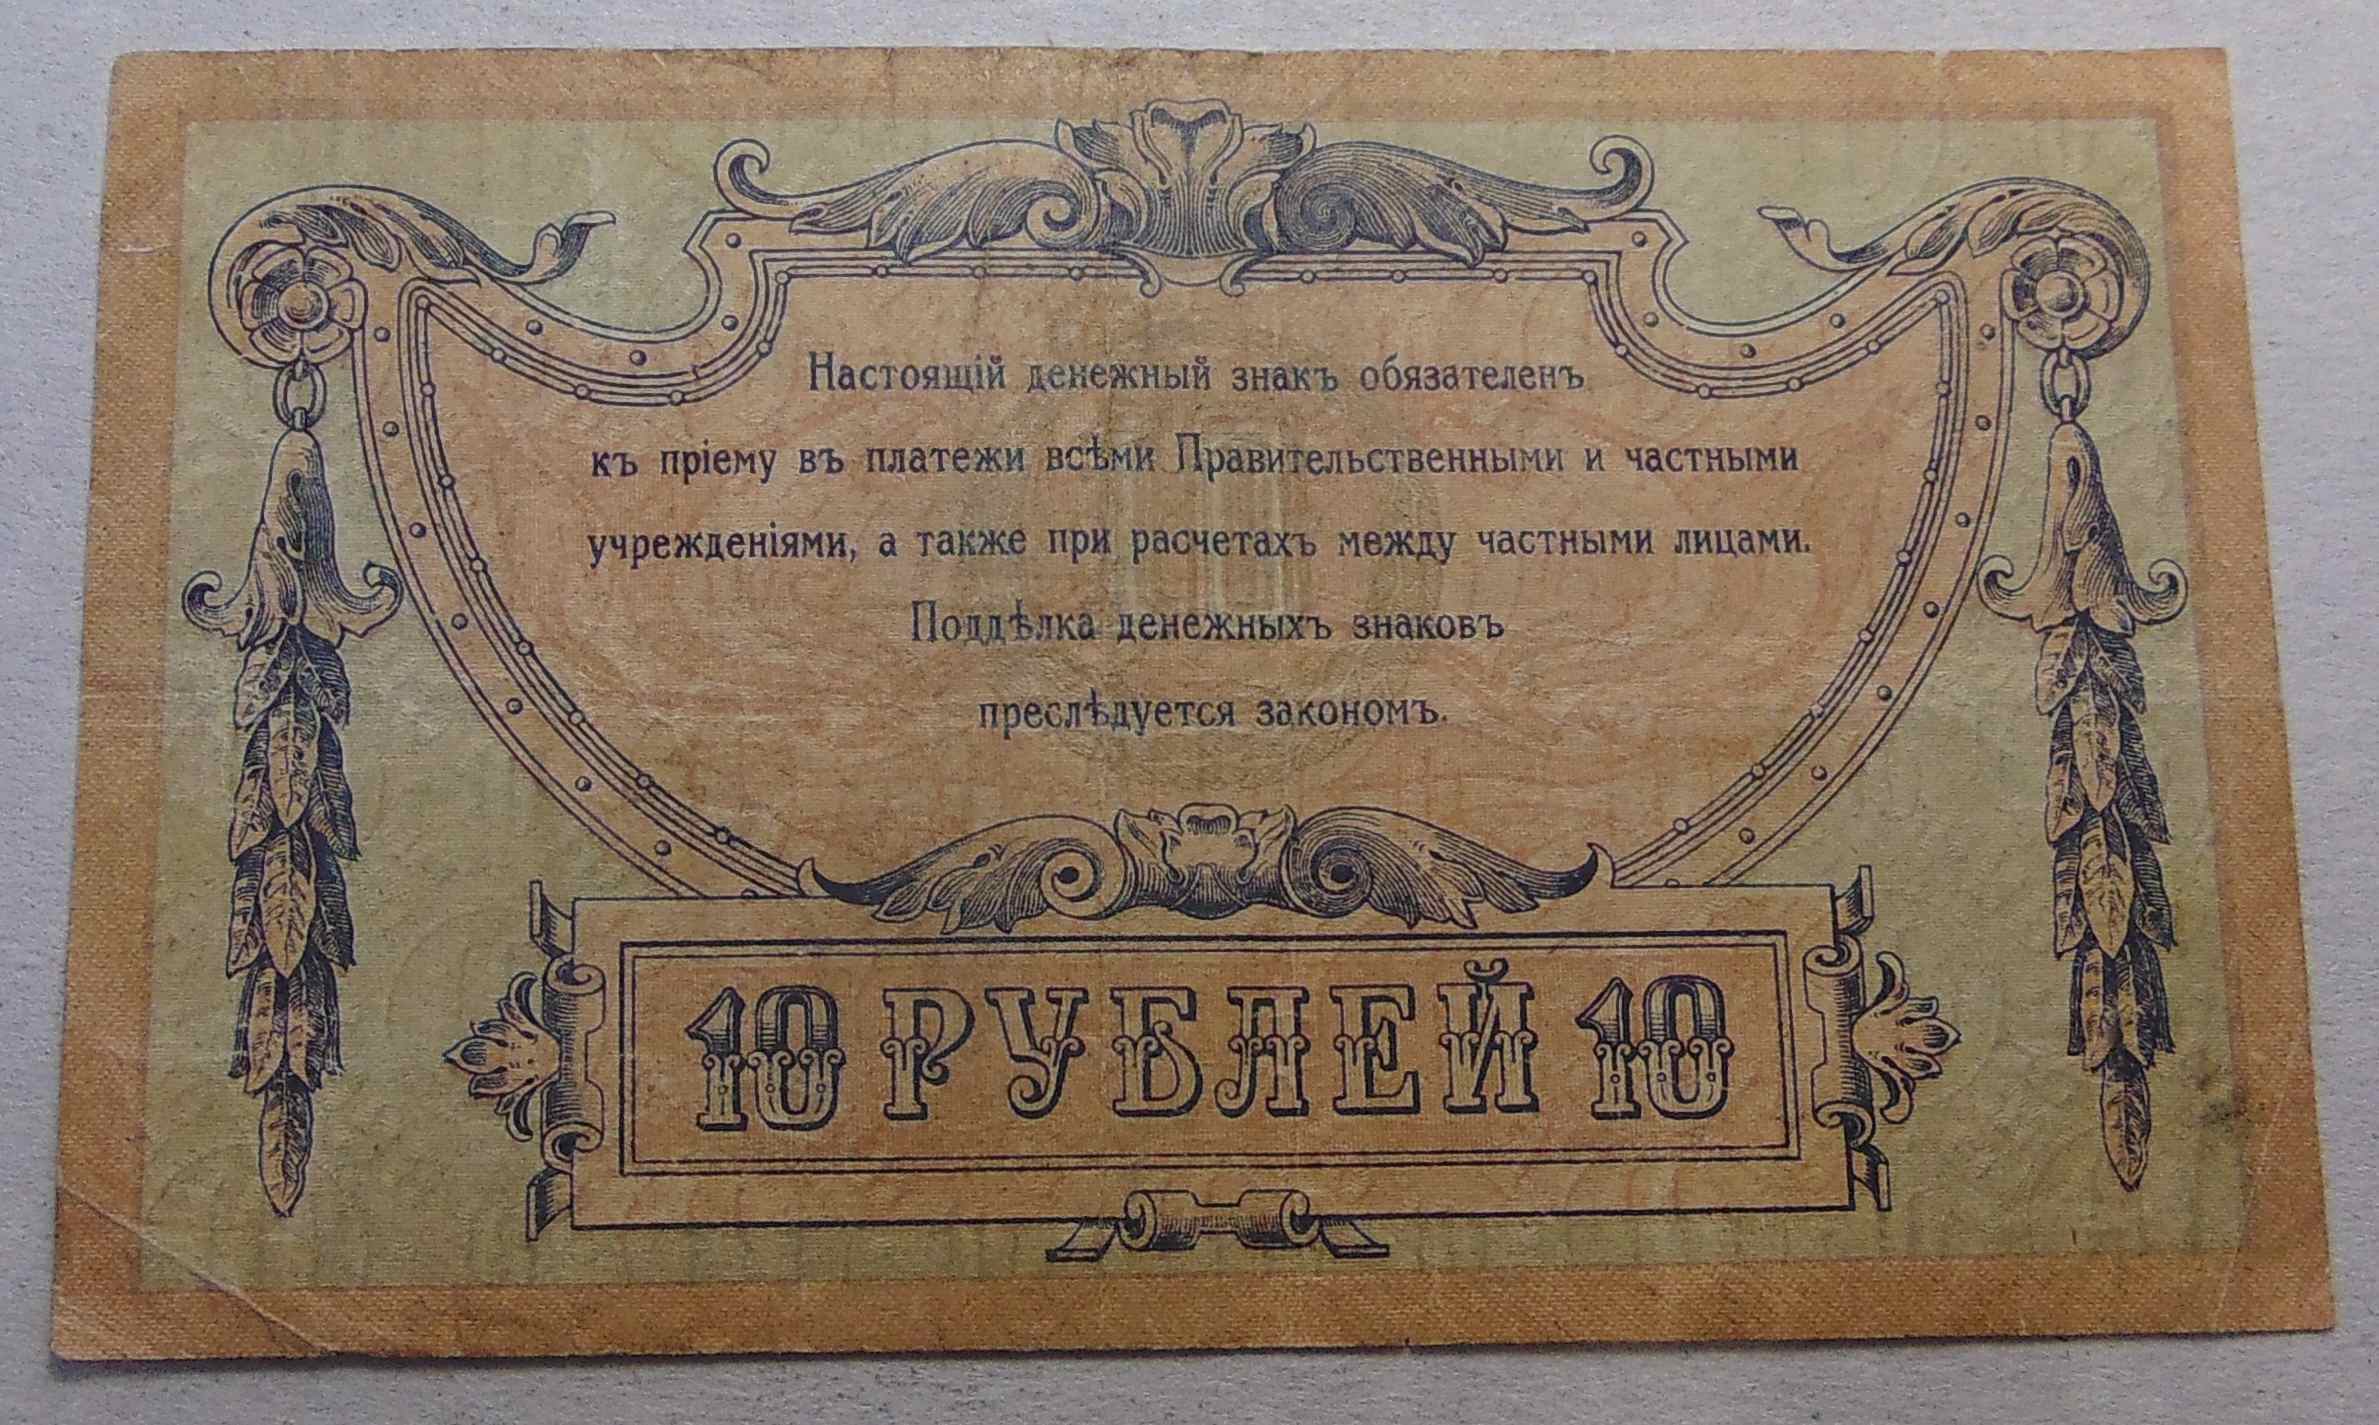 Настоящій денежный знакъ обязателенъ
къ пріему въ платежи всѣми Правительственными и частными
учрежденіями, а также при расчетахъ между частными лицами.
Поддѣлка денежныхъ знаковъ
преслѣдуется закономъ.
10 РУБЛЕЙ 10